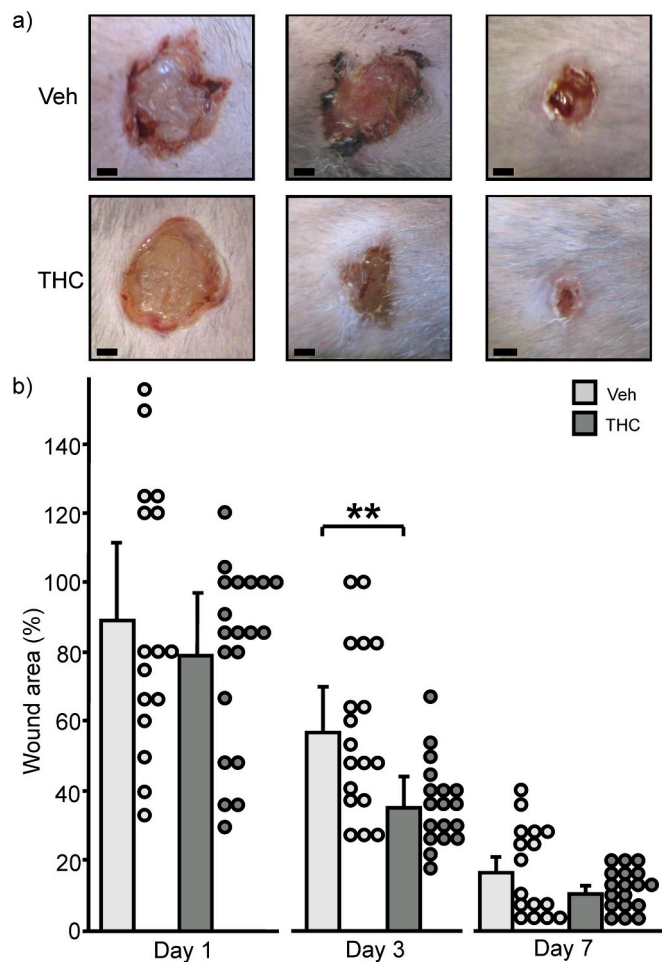 a)
Veh
THC
b)
Veh
THC
Wound area (%)
140
120
100
80
60
40
20
0
**
Day 1
Day 3
Day 7